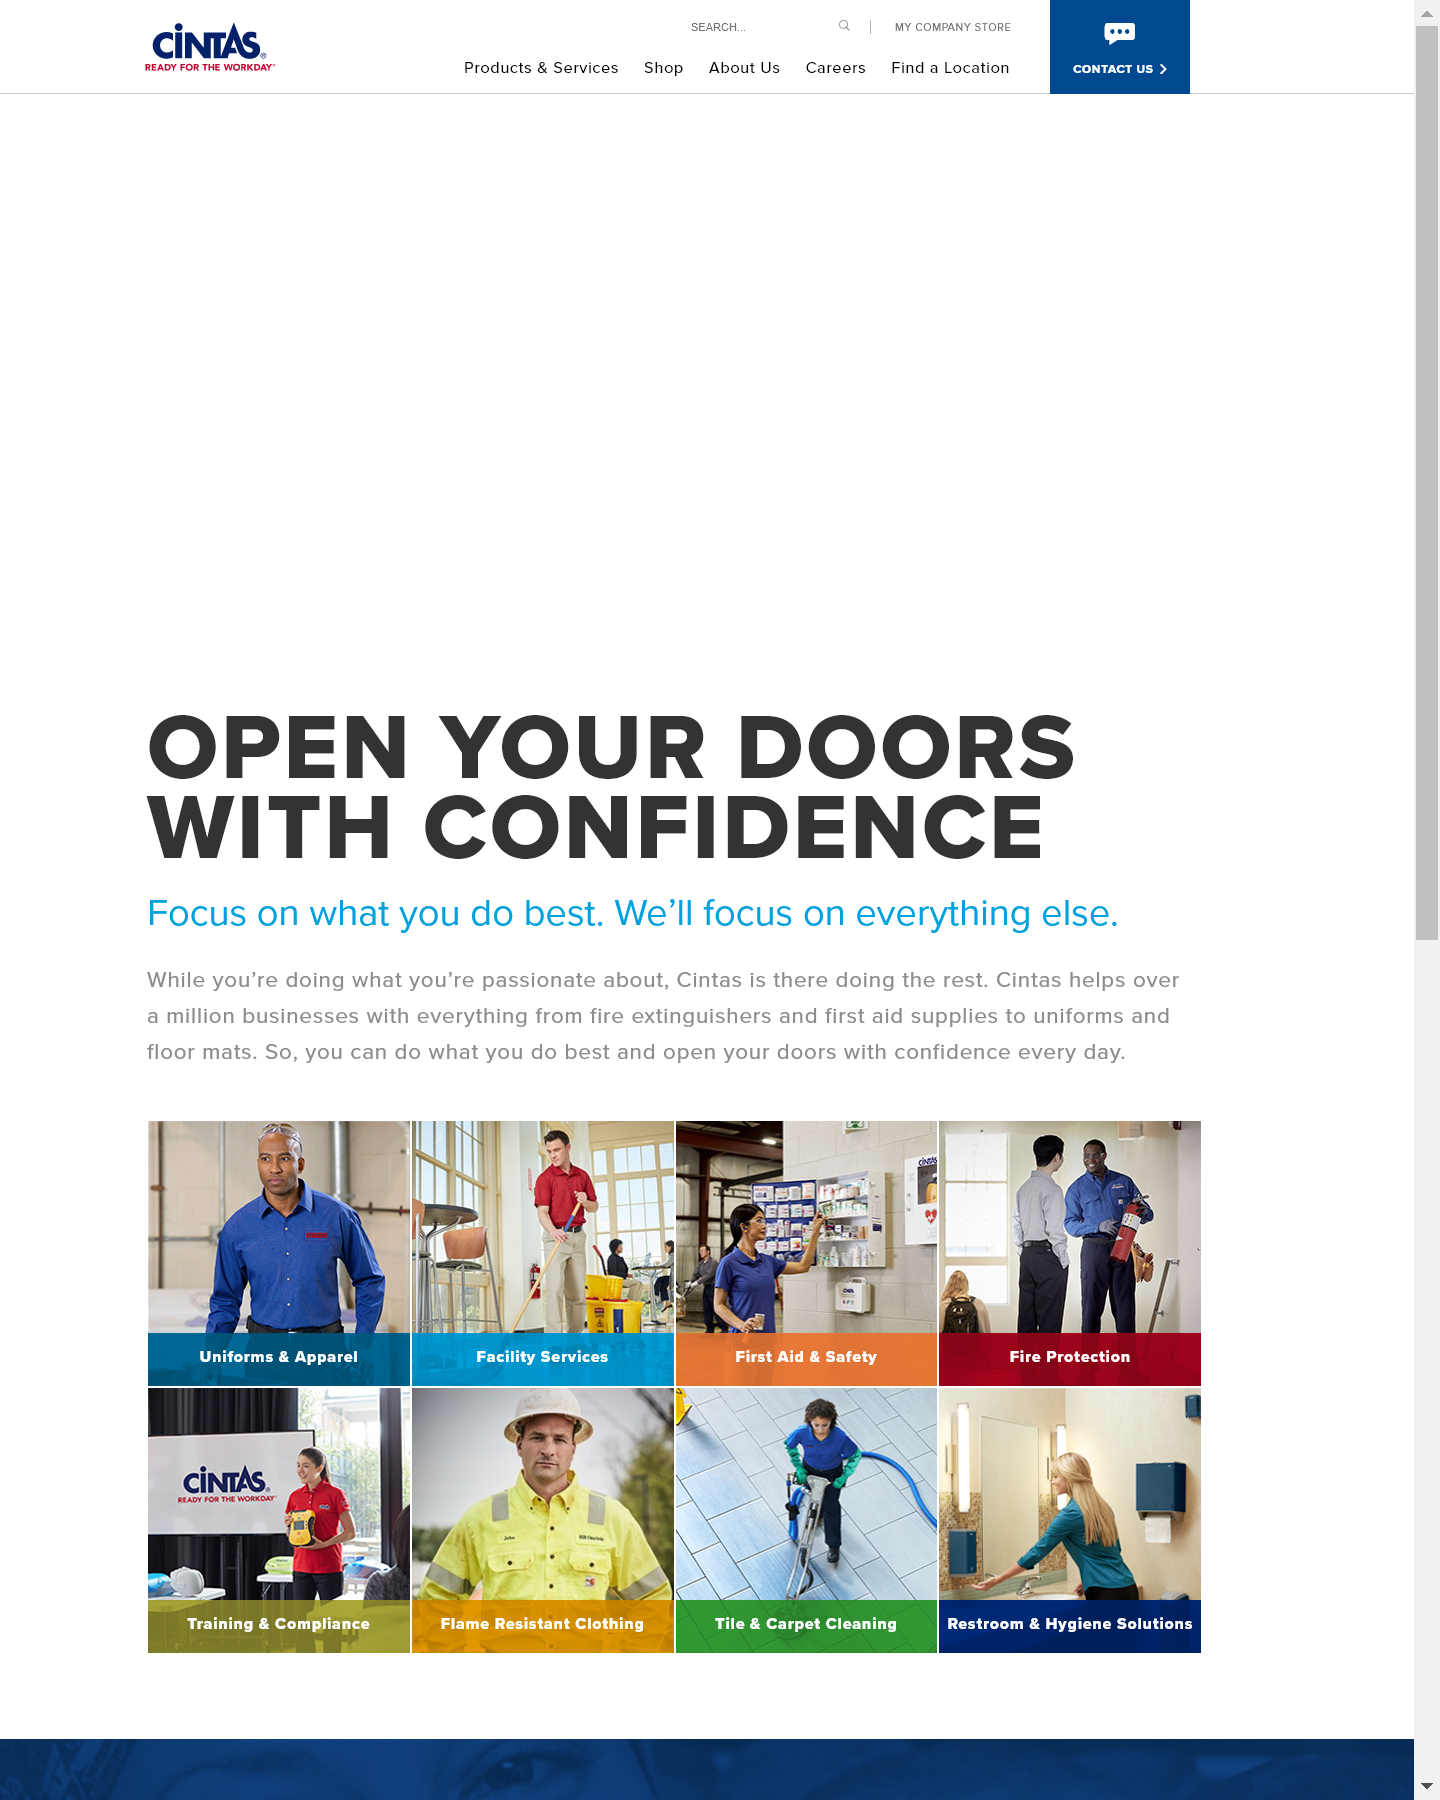 CINTAS®
READY FOR THE WORKDAY®
SEARCH...
MY COMPANY STORE
Products & Services
Shop
About Us
Careers
Find a Location
CONTACT US
OPEN YOUR DOORS
WITH CONFIDENCE
Focus on what you do best. We’ll focus on everything else.
While you’re doing what you’re passionate about, Cintas is there doing the rest. Cintas helps over
a million businesses with everything from fire extinguishers and first aid supplies to uniforms and
floor mats. So, you can do what you do best and open your doors with confidence every day.
CINTAS
Uniforms & Apparel
Facility Services
First Aid & Safety
Fire Protection
CINTAS®
READY FOR THE WORKDAY™
John
Training & Compliance
Flame Resistant Clothing
Tile & Carpet Cleaning
Restroom & Hygiene Solutions